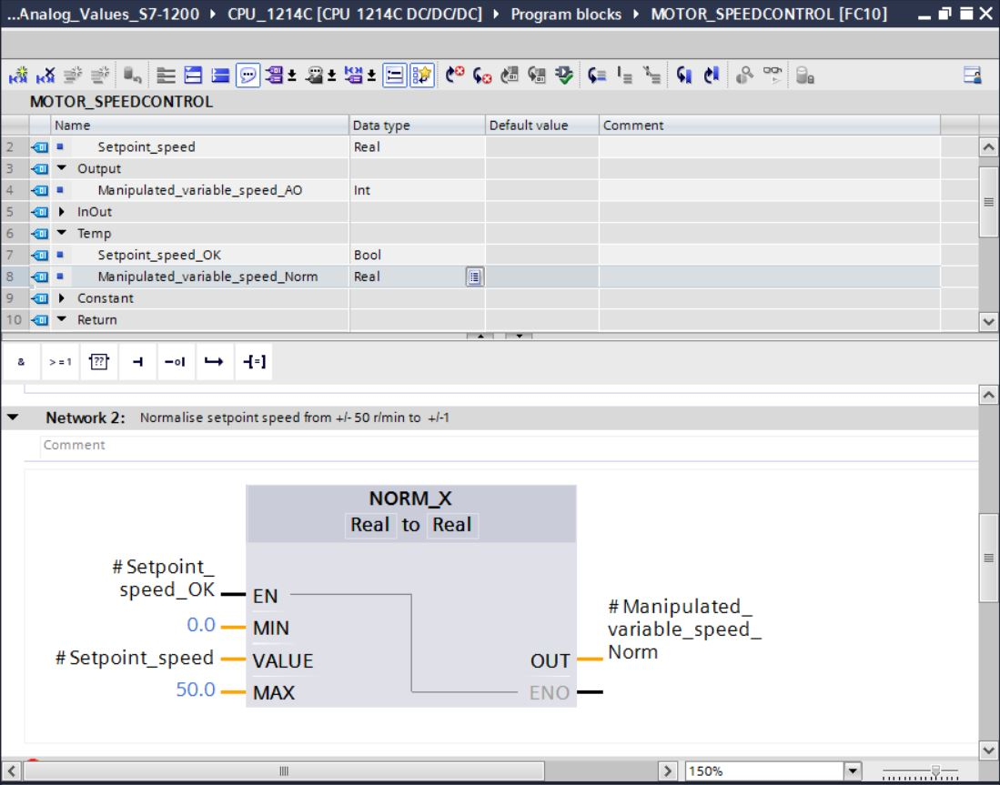 ...Analog_Values_S7-1200 ▸ CPU_1214C [CPU 1214C DC/DC/DC] ▸ Program blocks ▸ MOTOR_SPEEDCONTROL [FC10]
MOTOR_SPEEDCONTROL
Name Data type Default value Comment
2 Setpoint_speed Real
3 Output
4 Manipulated_variable_speed_AO Int
5 InOut
6 Temp
7 Setpoint_speed_OK Bool
8 Manipulated_variable_speed_Norm Real
9 Constant
10 Return
& >=1 ?? ⊣ -o| ↦ -[=]
Network 2: Normalise setpoint speed from +/- 50 r/min to +/-1
Comment
NORM_X
Real to Real
#Setpoint_
speed_OK
EN
0.0
MIN
#Setpoint_speed
VALUE
50.0
MAX
OUT
ENO
#Manipulated_
variable_speed_
Norm
150%